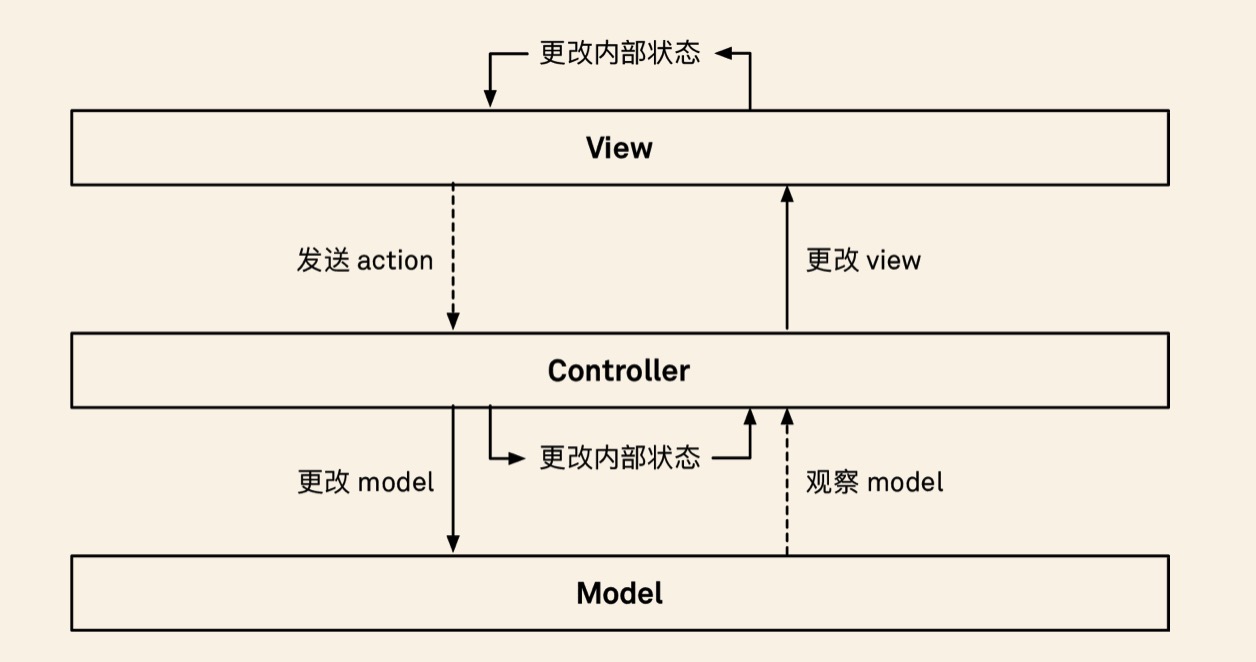 更改内部状态
View
发送 action
更改 view
Controller
更改内部状态
更改 model
观察 model
Model